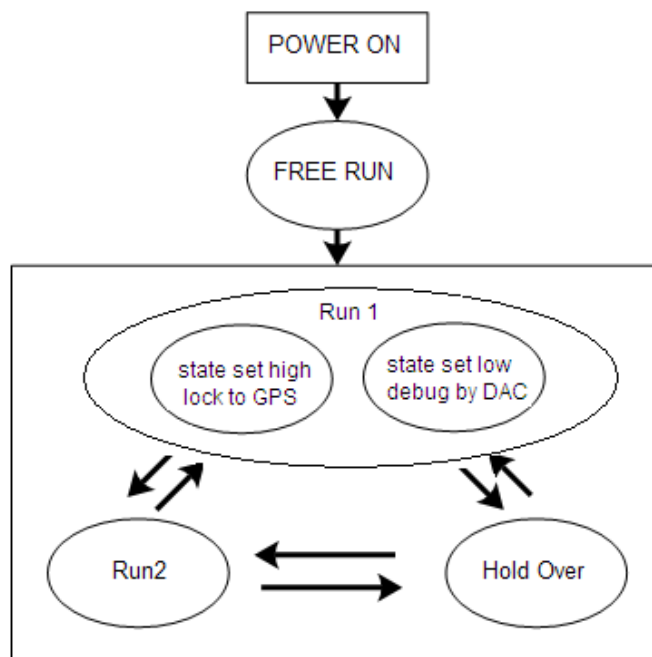 POWER ON
FREE RUN
Run 1
state set high
lock to GPS
state set low
debug by DAC
Run2
Hold Over